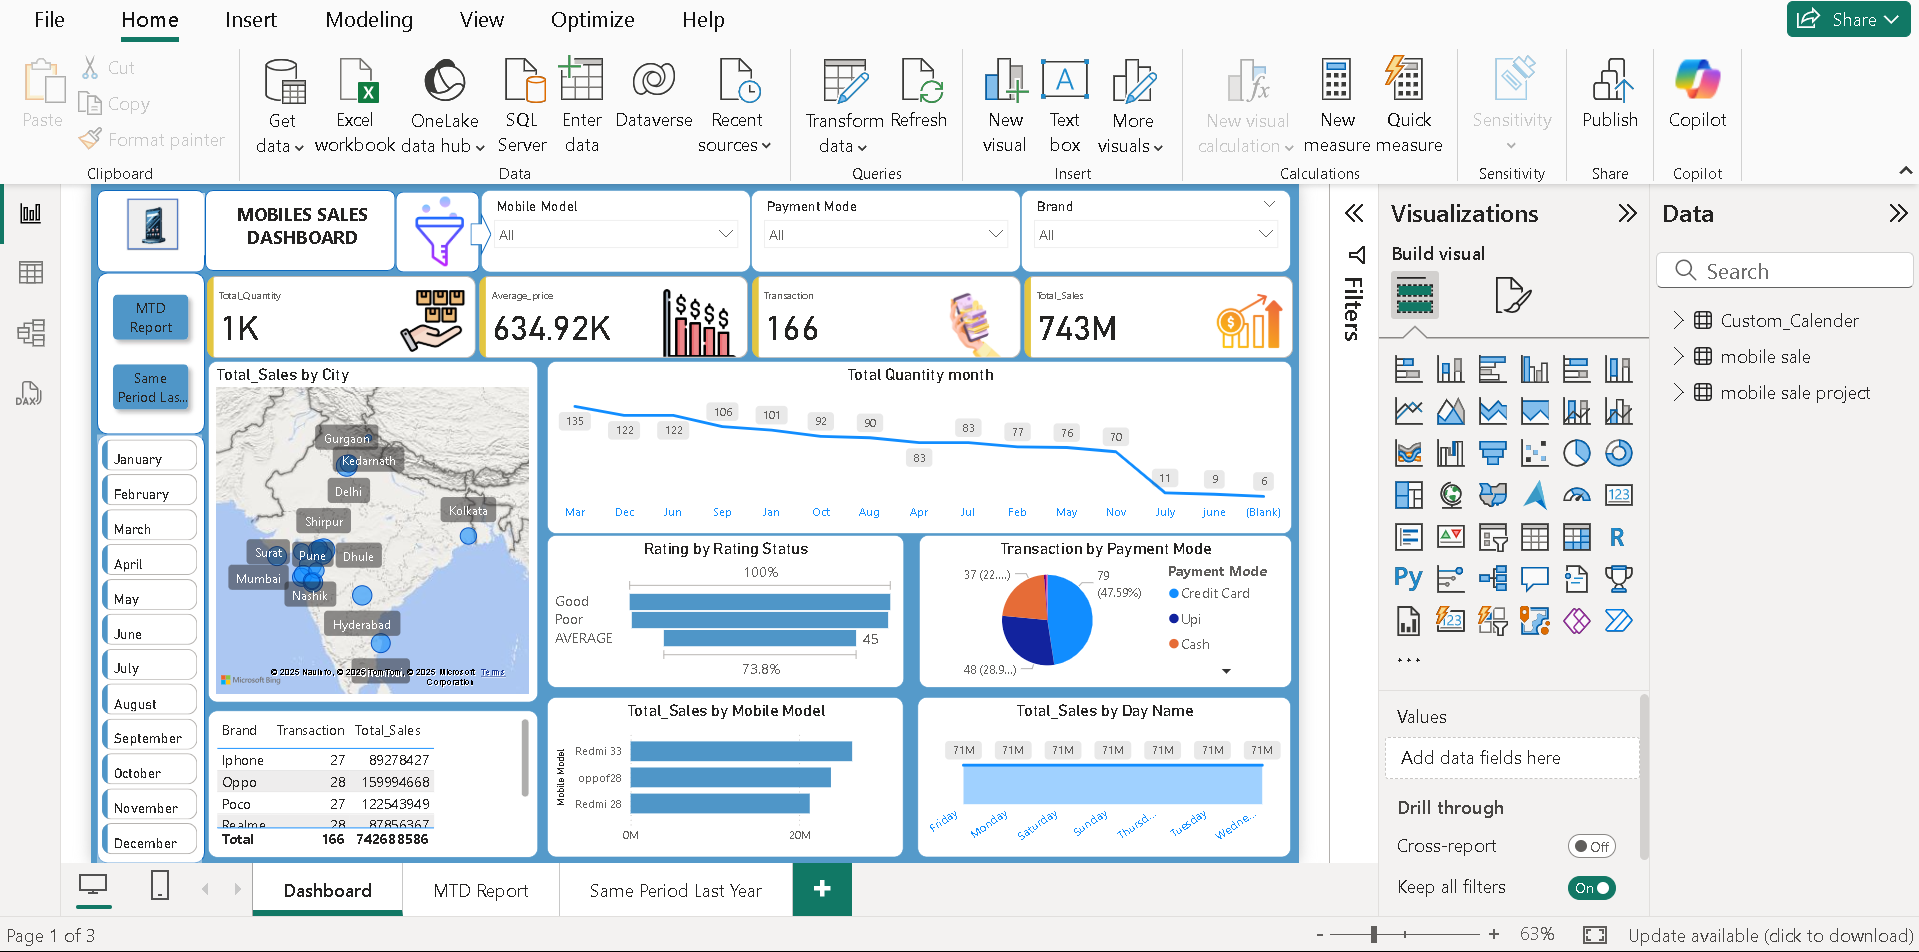 File Home Insert Modeling View Optimize Help Share
Paste
Cut
Copy
Format painter
Get data
Excel workbook
OneLake data hub
SQL Server
Enter data
Dataverse
Recent sources
Transform data
Refresh
New visual
Text box
More visuals
New visual calculation
New measure
Quick measure
Sensitivity
Publish
Copilot
Clipboard Data Queries Insert Calculations Sensitivity Share Copilot
MOBILES SALES
DASHBOARD
Mobile Model
All
Payment Mode
All
Brand
All
MTD
Report
Same
Period Las...
Total_Quantity
1K
Average_price
634.92K
Transaction
166
Total_Sales
743M
January
February
March
April
May
June
July
August
September
October
November
December
Total_Sales by City
Gurgaon
Kedarnath
Delhi
Kolkata
Shirpur
Surat
Pune
Dhule
Mumbai
Nashik
Hyderabad
Microsoft Bing
© 2025 NavInfo, © 2025 TomTom, © 2025 Microsoft Corporation Terms
Total Quantity month
135 122 122 106 101 92 90 83 83 77 76 70 11 9 6
Mar Dec Jun Sep Jan Oct Aug Apr Jul Feb May Nov July june (Blank)
Rating by Rating Status
100%
Good
Poor
AVERAGE 45
73.8%
Transaction by Payment Mode
37 (22....)
79
(47.59%)
48 (28.9...)
Payment Mode
Credit Card
Upi
Cash
Brand Transaction Total_Sales
Iphone 27 89278427
Oppo 28 159994668
Poco 27 122543949
Realme 28 87856367
Total 166 742688586
Total_Sales by Mobile Model
Mobile Model
Redmi 33
oppof28
Redmi 28
0M 20M
Total_Sales by Day Name
71M 71M 71M 71M 71M 71M 71M
Friday Monday Saturday Sunday Thursd... Tuesday Wedne...
Filters
Visualizations
Build visual
123
R
Py
123
...
Values
Add data fields here
Drill through
Cross-report Off
Keep all filters On
Data
Search
Custom_Calender
mobile sale
mobile sale project
DAX
Dashboard MTD Report Same Period Last Year +
Page 1 of 3
- + 63%
Update available (click to download)